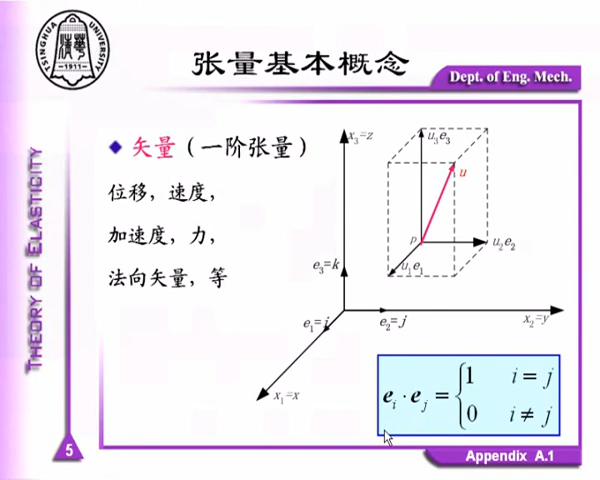 TSINGHUA UNIVERSITY
清華
-1911-
张量基本概念
Dept. of Eng. Mech.
THEORY OF ELASTICITY
◆ 矢量（一阶张量）
位移，速度，
加速度，力，
法向矢量，等
x₃=z
u₃e₃
u
p
u₂e₂
u₁e₁
e₃=k
e₁=i
e₂=j
x₂=y
x₁=x
eᵢ · eⱼ = { 1 i = j
0 i ≠ j
5
Appendix A.1